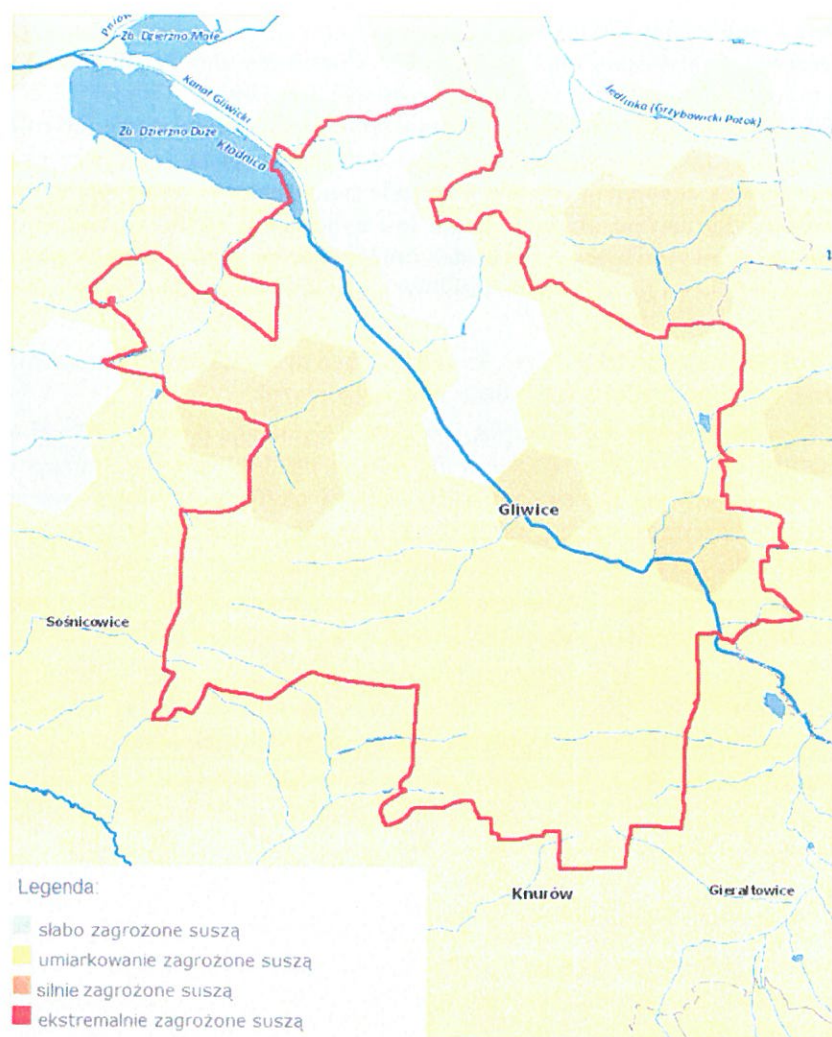 Potok
Zb. Dzierżno Małe
Kanał Gliwicki
Zb. Dzierżno Duże
Kłodnica
Jedlinka (Grzybowicki Potok)
Gliwice
Sośnicowice
Knurów
Gierałtowice
Legenda:
słabo zagrożone suszą
umiarkowanie zagrożone suszą
silnie zagrożone suszą
ekstremalnie zagrożone suszą